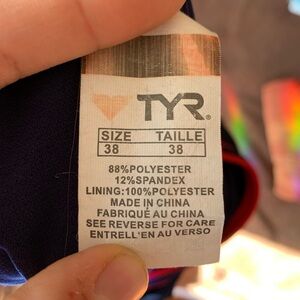 TYR
SIZE TAILLE
38 38
88%POLYESTER
12%SPANDEX
LINING:100%POLYESTER
MADE IN CHINA
FABRIQUÉ AU CHINA
SEE REVERSE FOR CARE
ENTRELL'EN AU VERSO